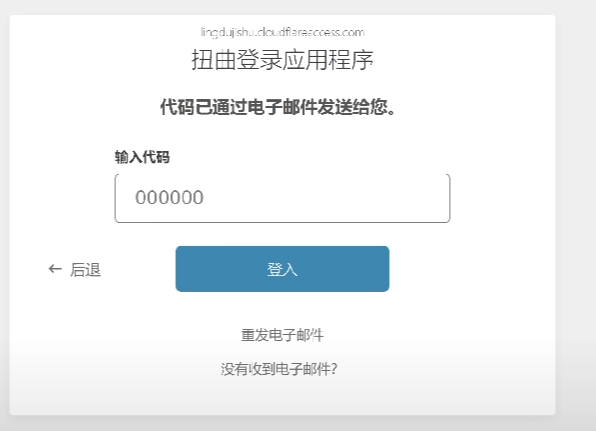 lingdujishu.cloudflareaccess.com
扭曲登录应用程序
代码已通过电子邮件发送给您。
输入代码
000000
← 后退
登入
重发电子邮件
没有收到电子邮件?